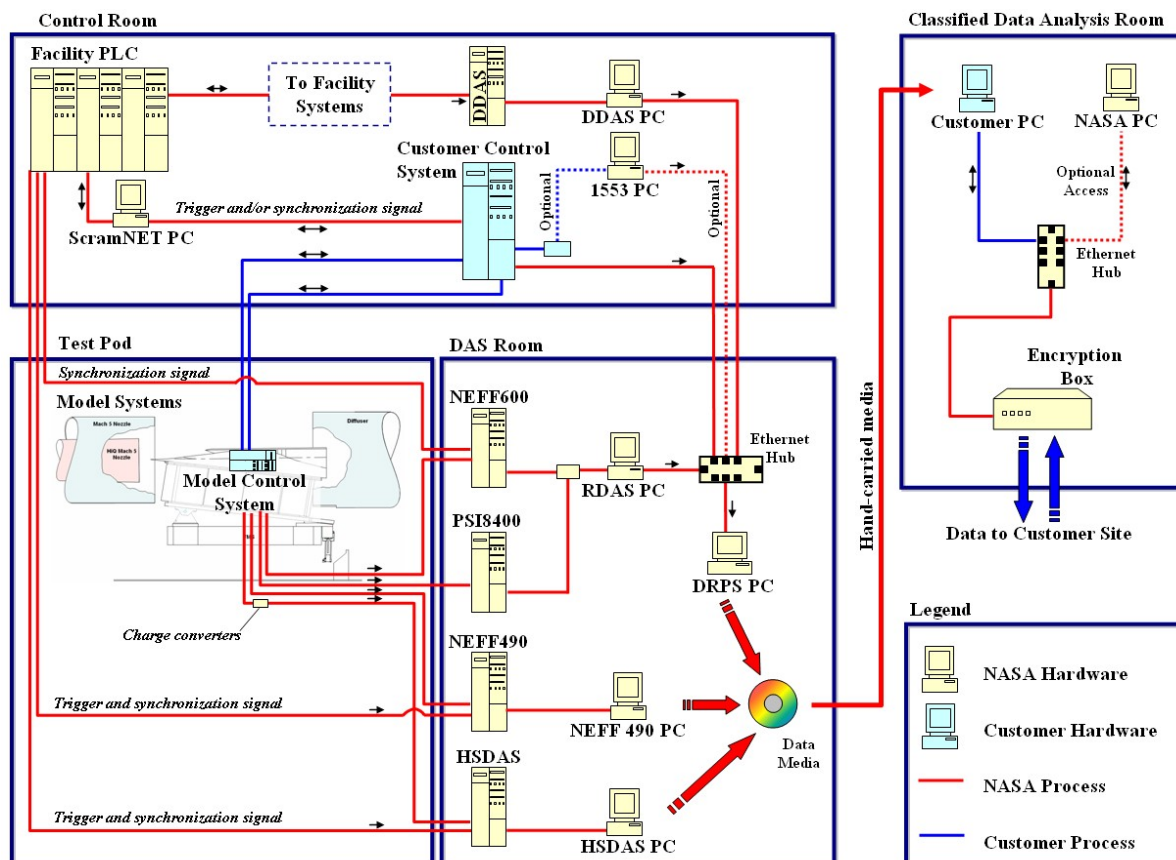 Control Room
Facility PLC
To Facility
Systems
DDAS
DDAS PC
Customer Control
System
1553 PC
Optional
Optional
ScramNET PC
Trigger and/or synchronization signal
Test Pod
Synchronization signal
Model Systems
Mach 5 Nozzle
Diffuser
Model Control
System
Charge converters
Trigger and synchronization signal
Trigger and synchronization signal
DAS Room
NEFF600
RDAS PC
Ethernet
Hub
PSI8400
DRPS PC
NEFF490
NEFF 490 PC
Data
Media
HSDAS
HSDAS PC
Hand-carried media
Classified Data Analysis Room
Customer PC
NASA PC
Optional
Access
Ethernet
Hub
Encryption
Box
Data to Customer Site
Legend
NASA Hardware
Customer Hardware
NASA Process
Customer Process